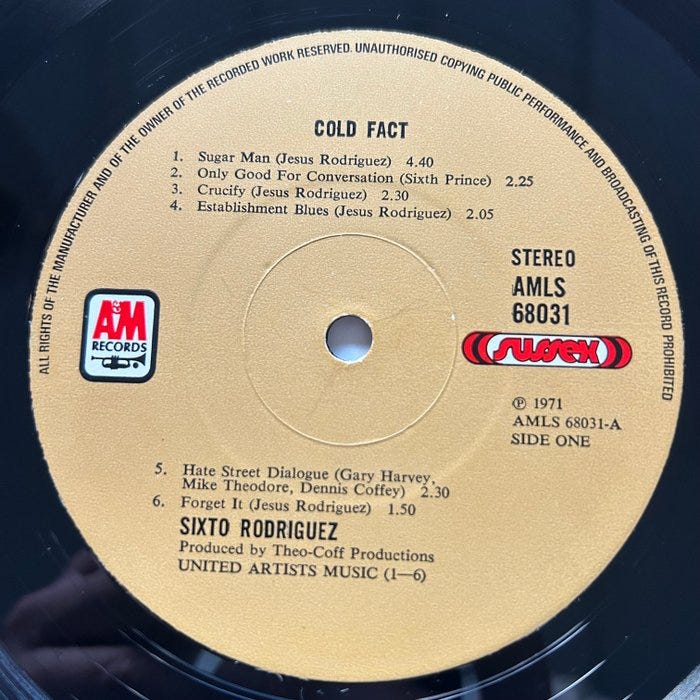 ALL RIGHTS OF THE MANUFACTURER AND OF THE OWNER OF THE RECORDED WORK RESERVED. UNAUTHORISED COPYING PUBLIC PERFORMANCE AND BROADCASTING OF THIS RECORD PROHIBITED
COLD FACT
1. Sugar Man (Jesus Rodriguez) 4.40
2. Only Good For Conversation (Sixth Prince) 2.25
3. Crucify (Jesus Rodriguez) 2.30
4. Establishment Blues (Jesus Rodriguez) 2.05
STEREO
AMLS
68031
A&M
RECORDS
sussex
℗ 1971
AMLS 68031-A
SIDE ONE
5. Hate Street Dialogue (Gary Harvey,
Mike Theodore, Dennis Coffey) 2.30
6. Forget It (Jesus Rodriguez) 1.50
SIXTO RODRIGUEZ
Produced by Theo-Coff Productions
UNITED ARTISTS MUSIC (1—6)